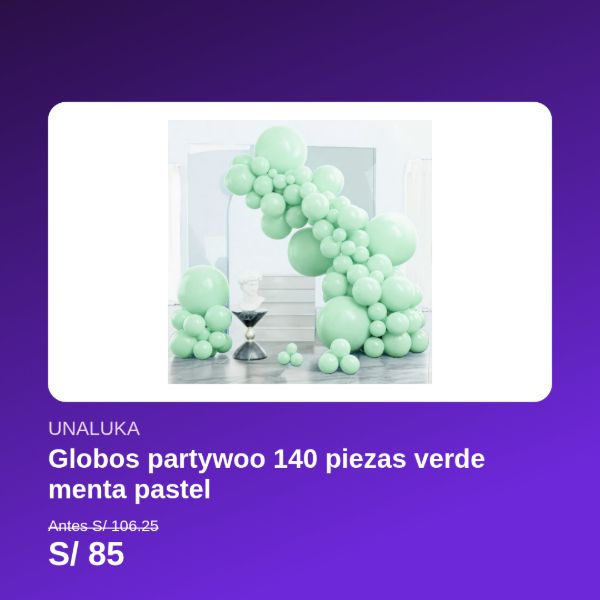 UNALUKA
Globos partywoo 140 piezas verde
menta pastel
Antes S/ 106.25
S/ 85